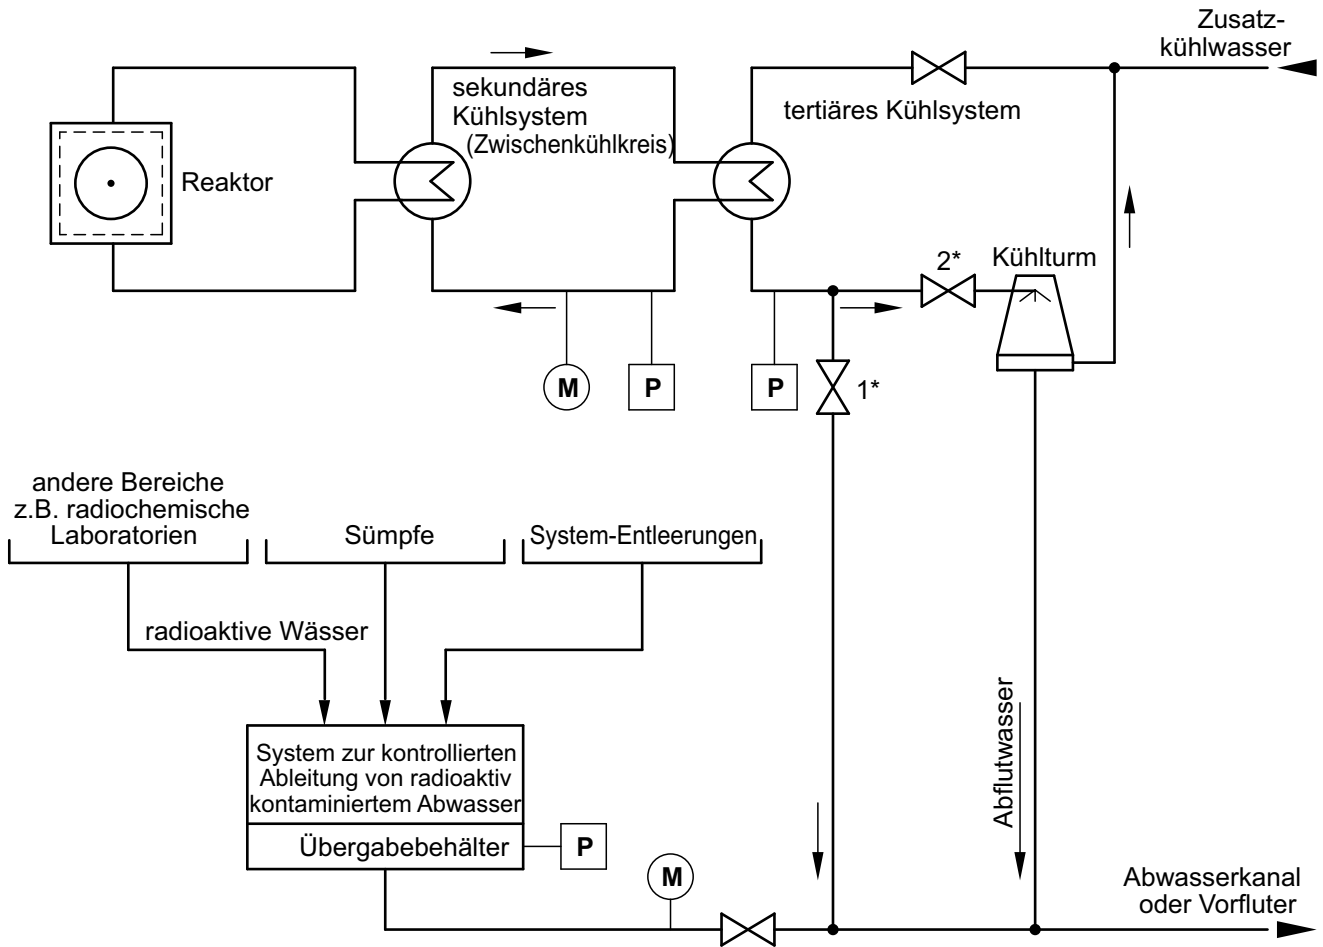 Zusatz-
kühlwasser
sekundäres
Kühlsystem
(Zwischenkühlkreis)
tertiäres Kühlsystem
Reaktor
2*
Kühlturm
M
P
P
1*
andere Bereiche
z.B. radiochemische
Laboratorien
Sümpfe
System-Entleerungen
radioaktive Wässer
System zur kontrollierten
Ableitung von radioaktiv
kontaminiertem Abwasser
Übergabebehälter
P
M
Abflutwasser
Abwasserkanal
oder Vorfluter